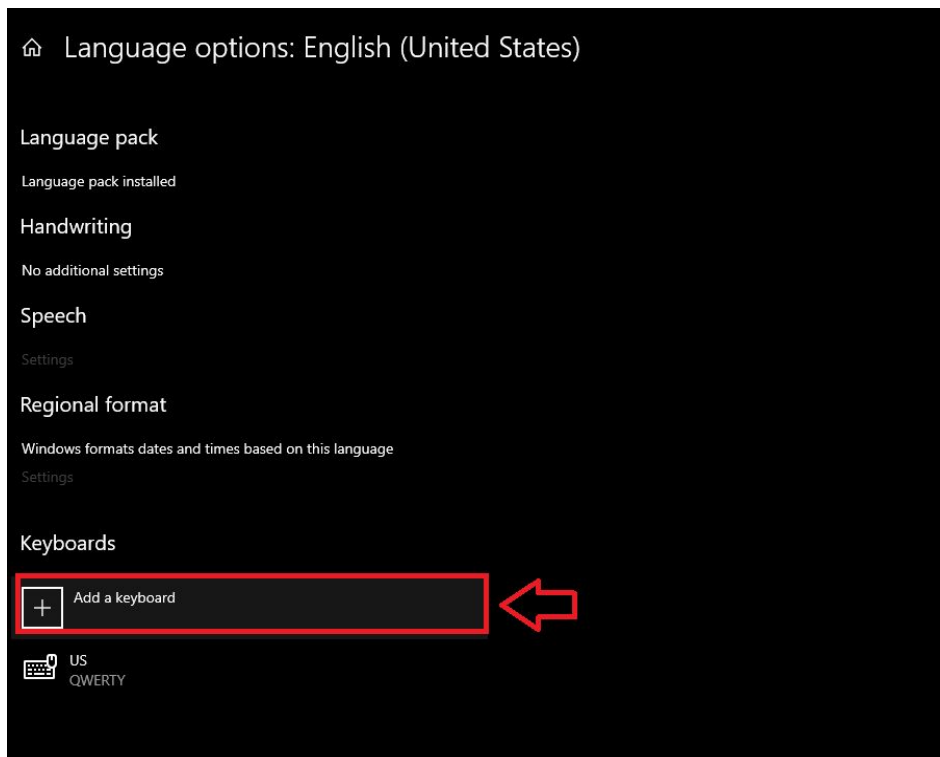 Language options: English (United States)
Language pack
Language pack installed
Handwriting
No additional settings
Speech
Settings
Regional format
Windows formats dates and times based on this language
Settings
Keyboards
Add a keyboard
US
QWERTY